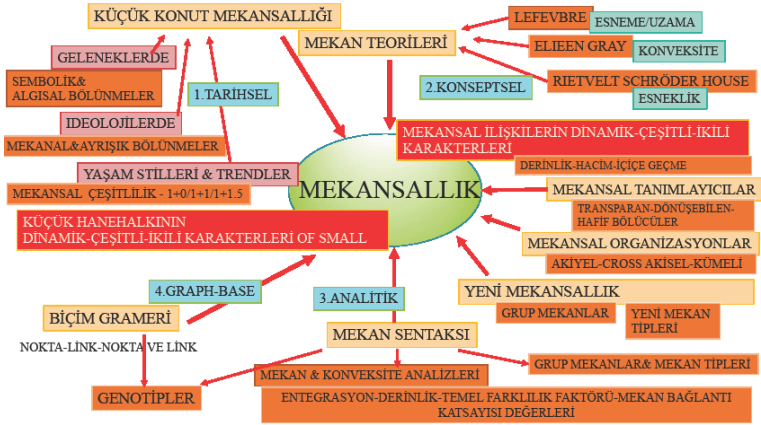 KÜÇÜK KONUT MEKANSALLIĞI
MEKAN TEORİLERİ
LEFEVBRE
ESNEME/UZAMA
ELIEEN GRAY
KONVEKSİTE
RIETVELT SCHRÖDER HOUSE
ESNEKLİK
GELENEKLERDE
SEMBOLİK&
ALGISAL BÖLÜNMELER
1.TARİHSEL
2.KONSEPTSEL
İDEOLOJİLERDE
MEKANAL&AYRIŞIK BÖLÜNMELER
YAŞAM STİLLERİ & TRENDLER
MEKANSAL ÇEŞİTLİLİK - 1+0/1+1/1+1.5
MEKANSAL İLİŞKİLERİN DİNAMİK-ÇEŞİTLİ-İKİLİ
KARAKTERLERİ
DERİNLİK-HACİM-İÇİÇE GEÇME
MEKANSALLIK
MEKANSAL TANIMLAYICILAR
TRANSPARAN-DÖNÜŞEBİLEN-
HAFİF BÖLÜCÜLER
KÜÇÜK HANEHALKININ
DİNAMİK-ÇEŞİTLİ-İKİLİ KARAKTERLERİ OF SMALL
MEKANSAL ORGANİZASYONLAR
AKİYEL-CROSS AKİSEL-KÜMELİ
4.GRAPH-BASE
3.ANALİTİK
YENİ MEKANSALLIK
GRUP MEKANLAR
YENİ MEKAN
TİPLERİ
BİÇİM GRAMERİ
MEKAN SENTAKSI
NOKTA-LİNK-NOKTA VE LİNK
GRUP MEKANLAR& MEKAN TİPLERİ
MEKAN & KONVEKSİTE ANALİZLERİ
GENOTİPLER
ENTEGRASYON-DERİNLİK-TEMEL FARKLILIK FAKTÖRÜ-MEKAN BAĞLANTI
KATSAYISI DEĞERLERİ